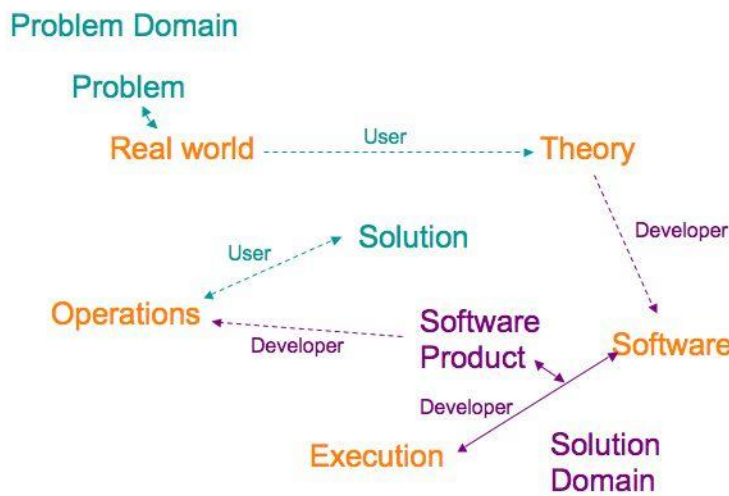 Problem Domain
Problem
Real world
User
Theory
Developer
User
Solution
Operations
Developer
Software
Product
Software
Developer
Execution
Solution
Domain